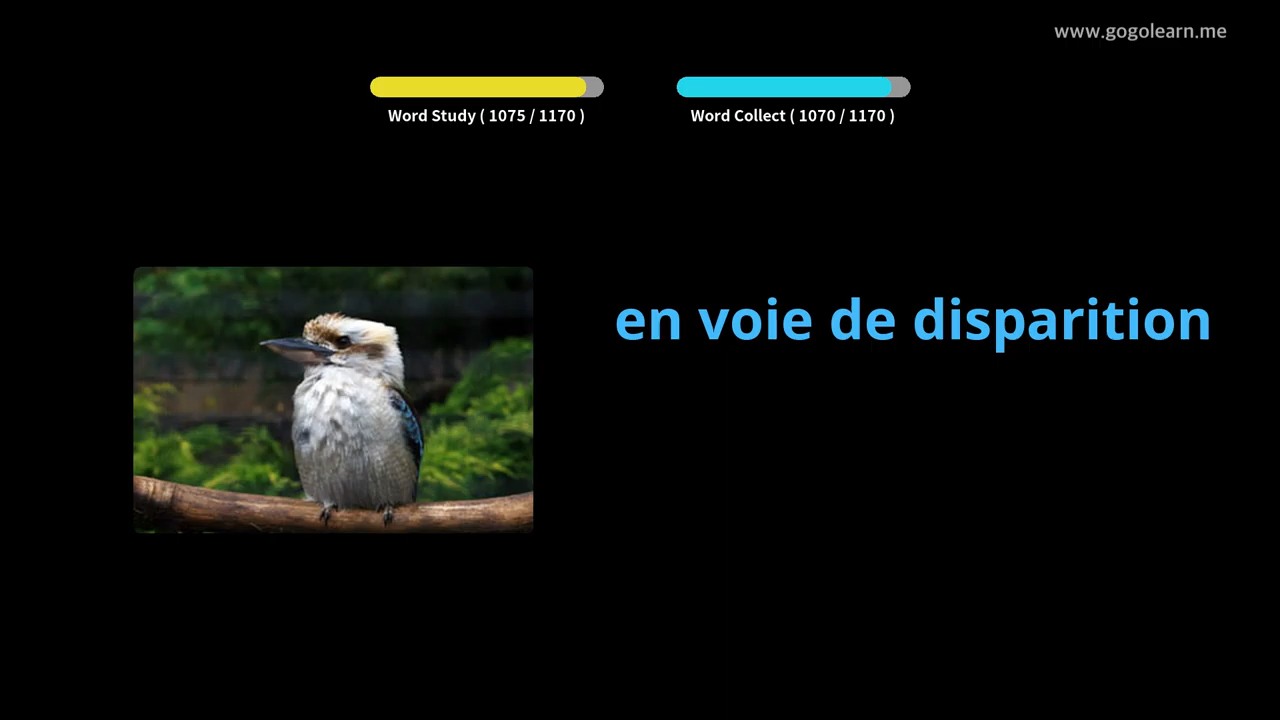 www.gogolearn.me
Word Study ( 1075 / 1170 )
Word Collect ( 1070 / 1170 )
en voie de disparition